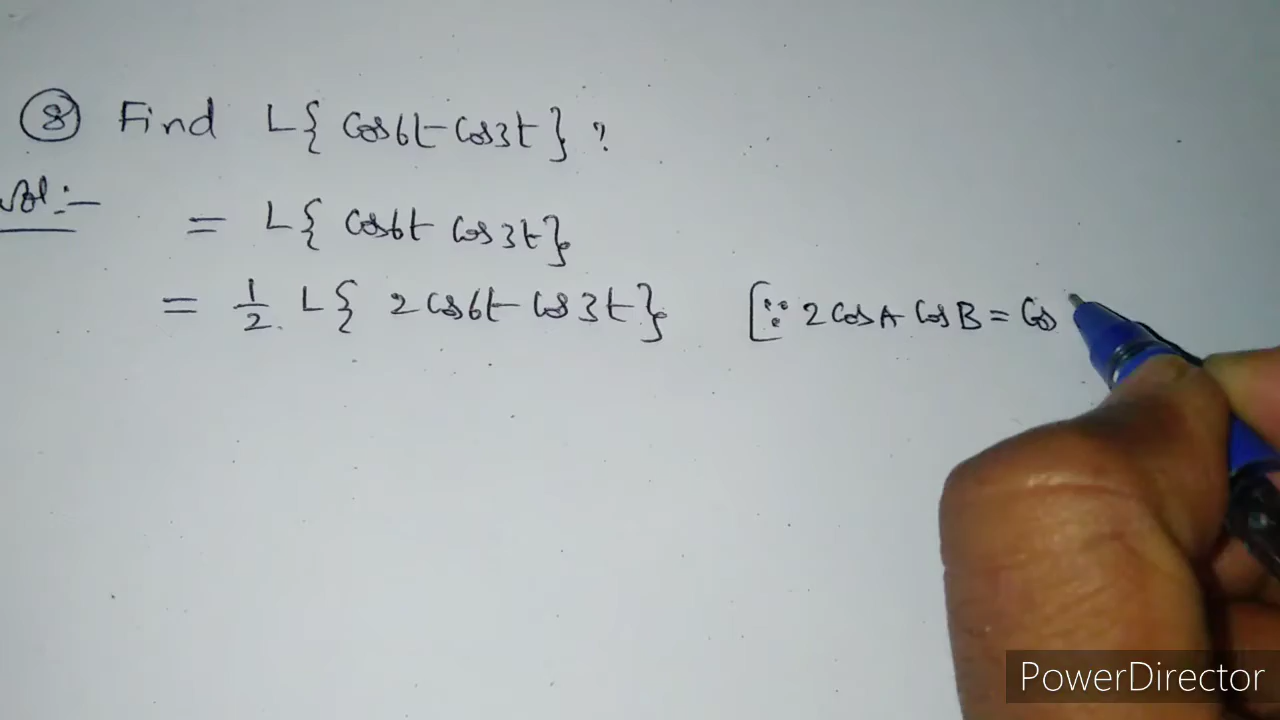 8 Find L{ Cos6t Cos3t } ?
Sol :-
= L{ Cos6t Cos3t}
= 1/2 L{ 2Cos6t Cos3t} [∵ 2CosA CosB = Cos
PowerDirector